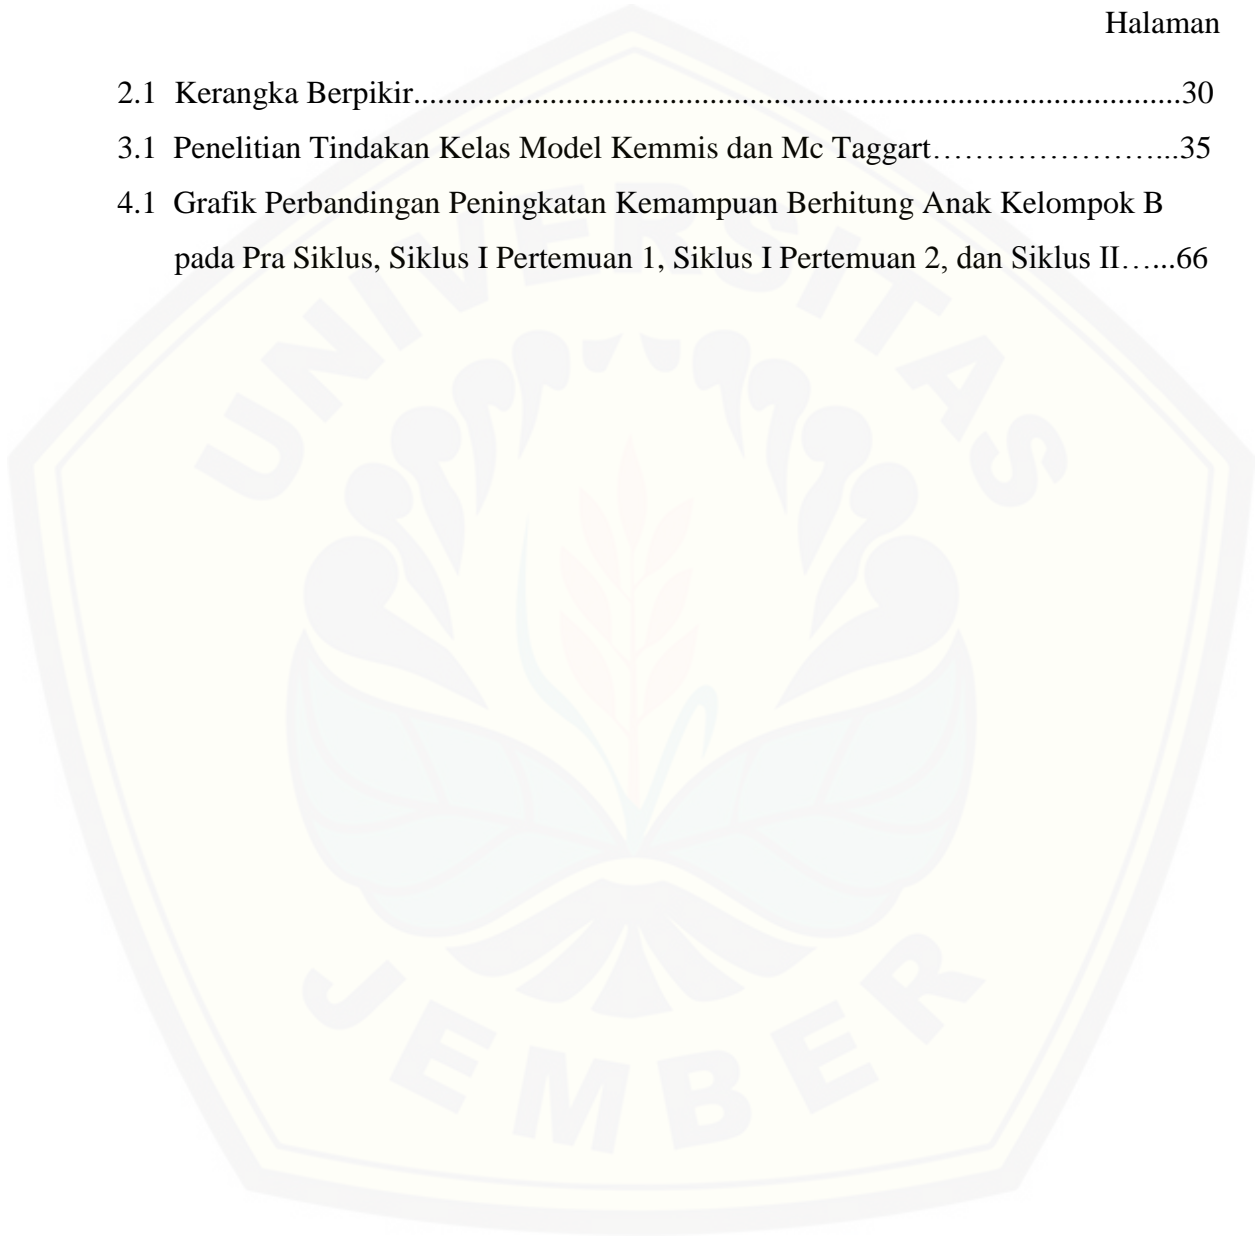 Halaman
2.1 Kerangka Berpikir................................................................................................30
3.1 Penelitian Tindakan Kelas Model Kemmis dan Mc Taggart…………………...35
4.1 Grafik Perbandingan Peningkatan Kemampuan Berhitung Anak Kelompok B
pada Pra Siklus, Siklus I Pertemuan 1, Siklus I Pertemuan 2, dan Siklus II…...66
UNIVERSITAS
JEMBER